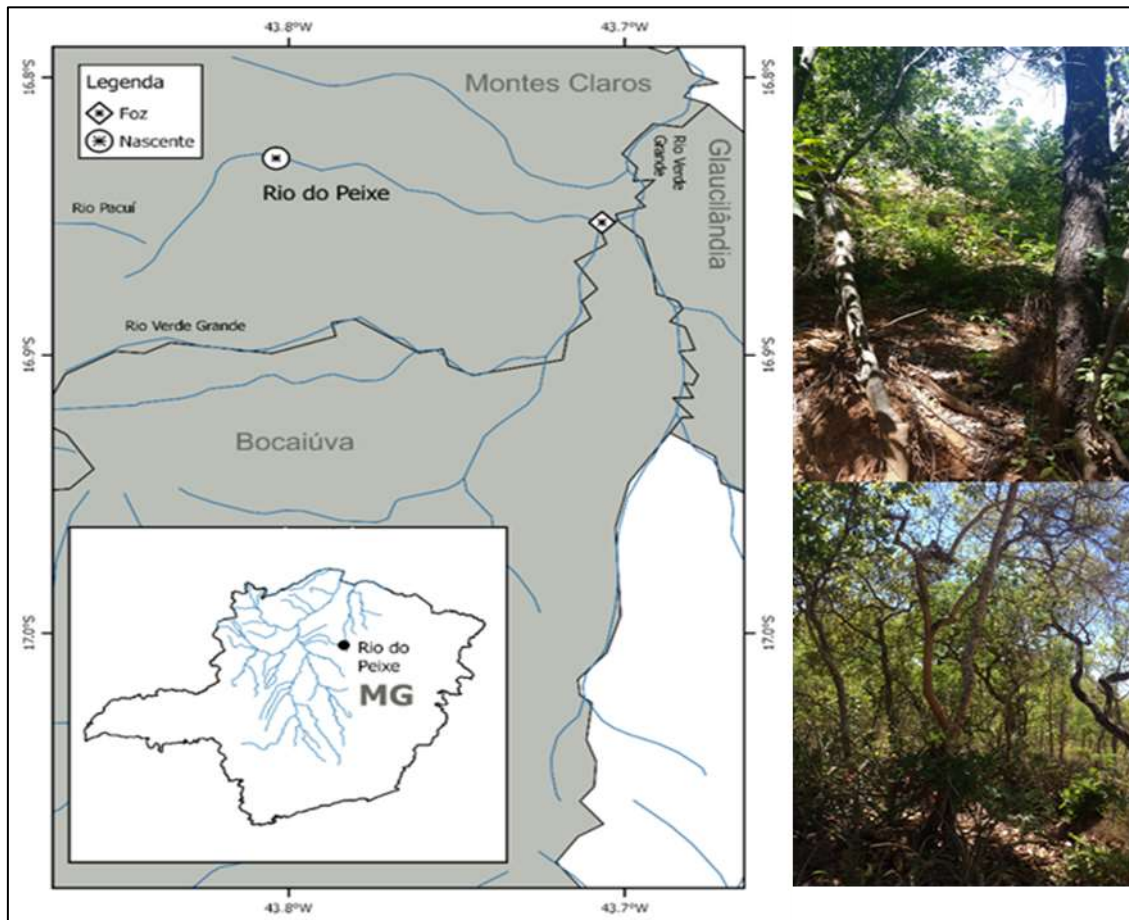 43.8°W
43.7°W
Legenda
Foz
Nascente
Montes Claros
16.8°S
16.8°S
Rio Verde
Grande
Glaucilândia
Rio do Peixe
Rio Pacuí
Rio Verde Grande
16.9°S
16.9°S
Bocaiúva
17.0°S
17.0°S
Rio do
Peixe
MG
43.8°W
43.7°W